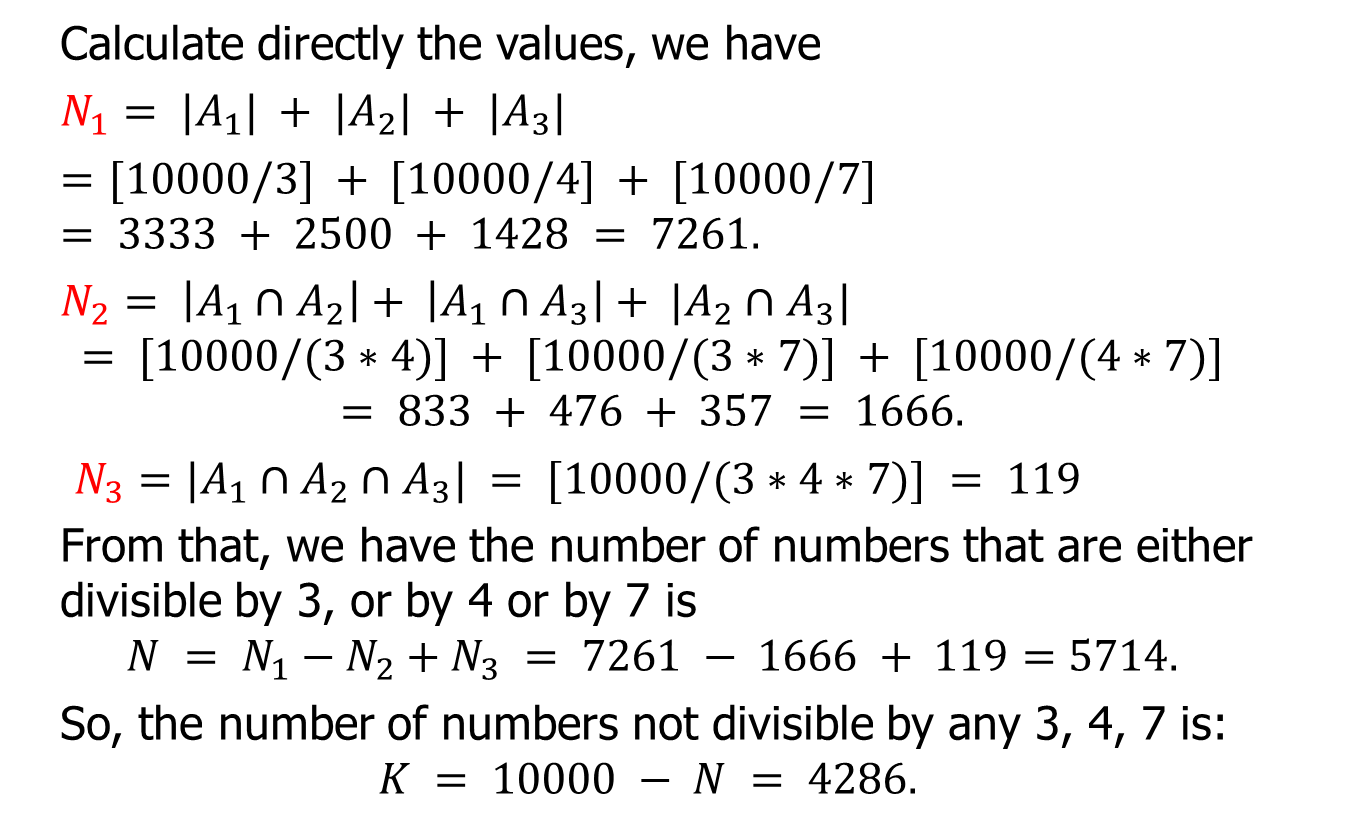 Calculate directly the values, we have
N₁ = |A₁| + |A₂| + |A₃|
= [10000/3] + [10000/4] + [10000/7]
= 3333 + 2500 + 1428 = 7261.
N₂ = |A₁ ∩ A₂| + |A₁ ∩ A₃| + |A₂ ∩ A₃|
= [10000/(3 ∗ 4)] + [10000/(3 ∗ 7)] + [10000/(4 ∗ 7)]
= 833 + 476 + 357 = 1666.
N₃ = |A₁ ∩ A₂ ∩ A₃| = [10000/(3 ∗ 4 ∗ 7)] = 119
From that, we have the number of numbers that are either
divisible by 3, or by 4 or by 7 is
N = N₁ − N₂ + N₃ = 7261 − 1666 + 119 = 5714.
So, the number of numbers not divisible by any 3, 4, 7 is:
K = 10000 − N = 4286.